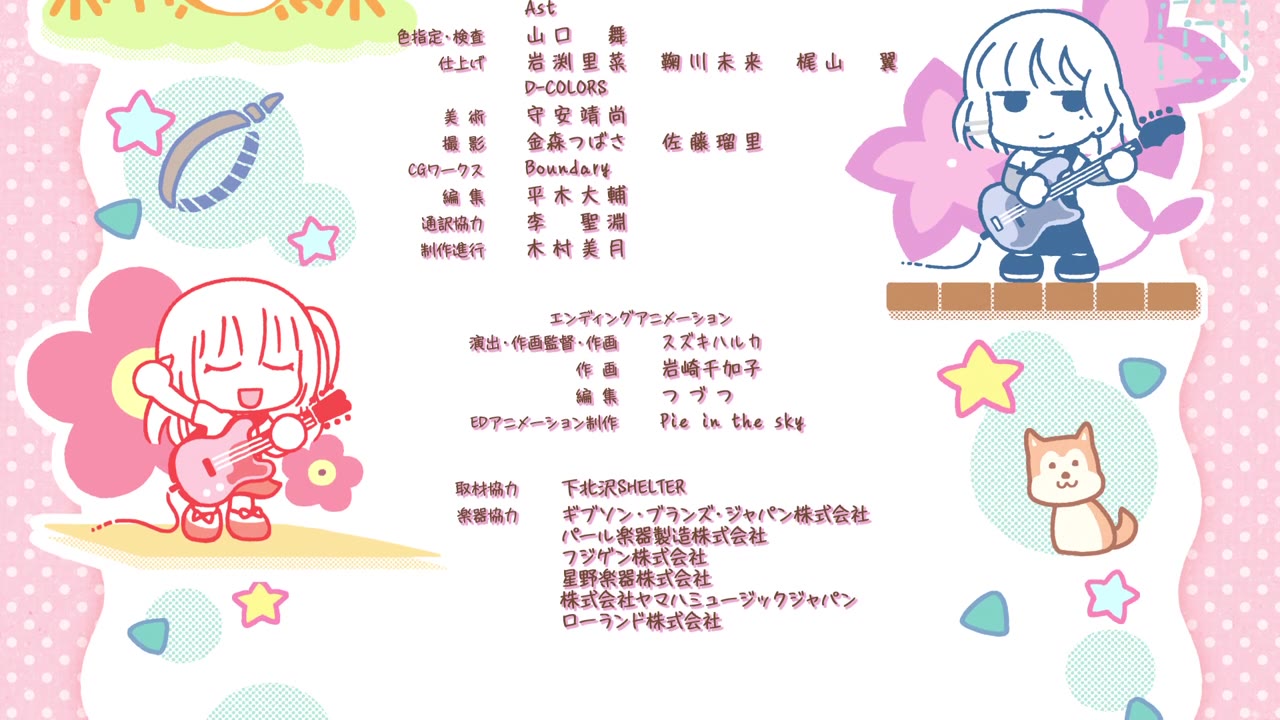 Ast
色指定・検査 山口 舞
仕上げ 岩渕里菜 鞠川未来 梶山 翼
D-COLORS
美術 守安靖尚
撮影 金森つばさ 佐藤瑠里
CGワークス Boundary
編集 平木大輔
通訳協力 李 聖淵
制作進行 木村美月
エンディングアニメーション
演出・作画監督・作画 スズキハルカ
作画 岩崎千加子
編集 つづつ
EDアニメーション制作 Pie in the sky
取材協力 下北沢SHELTER
楽器協力 ギブソン・ブランズ・ジャパン株式会社
パール楽器製造株式会社
フジゲン株式会社
星野楽器株式会社
株式会社ヤマハミュージックジャパン
ローランド株式会社